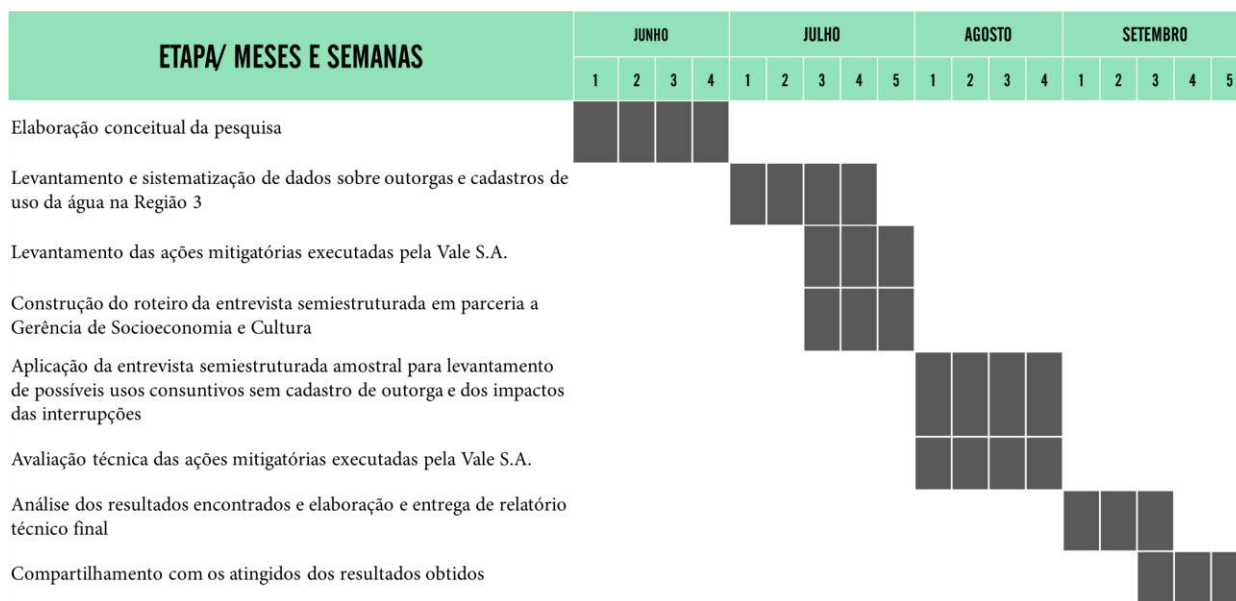 ETAPA/ MESES E SEMANAS
JUNHO JULHO AGOSTO SETEMBRO
1 2 3 4 1 2 3 4 5 1 2 3 4 1 2 3 4 5
Elaboração conceitual da pesquisa
Levantamento e sistematização de dados sobre outorgas e cadastros de
uso da água na Região 3
Levantamento das ações mitigatórias executadas pela Vale S.A.
Construção do roteiro da entrevista semiestruturada em parceria a
Gerência de Socioeconomia e Cultura
Aplicação da entrevista semiestruturada amostral para levantamento
de possíveis usos consuntivos sem cadastro de outorga e dos impactos
das interrupções
Avaliação técnica das ações mitigatórias executadas pela Vale S.A.
Análise dos resultados encontrados e elaboração e entrega de relatório
técnico final
Compartilhamento com os atingidos dos resultados obtidos